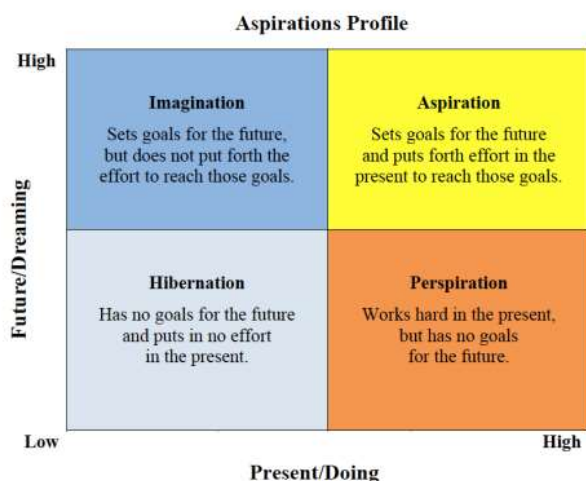 Aspirations Profile
High
Future/Dreaming
Imagination
Sets goals for the future,
but does not put forth the
effort to reach those goals.
Aspiration
Sets goals for the future
and puts forth effort in the
present to reach those goals.
Hibernation
Has no goals for the future
and puts in no effort
in the present.
Perspiration
Works hard in the present,
but has no goals
for the future.
Low
High
Present/Doing